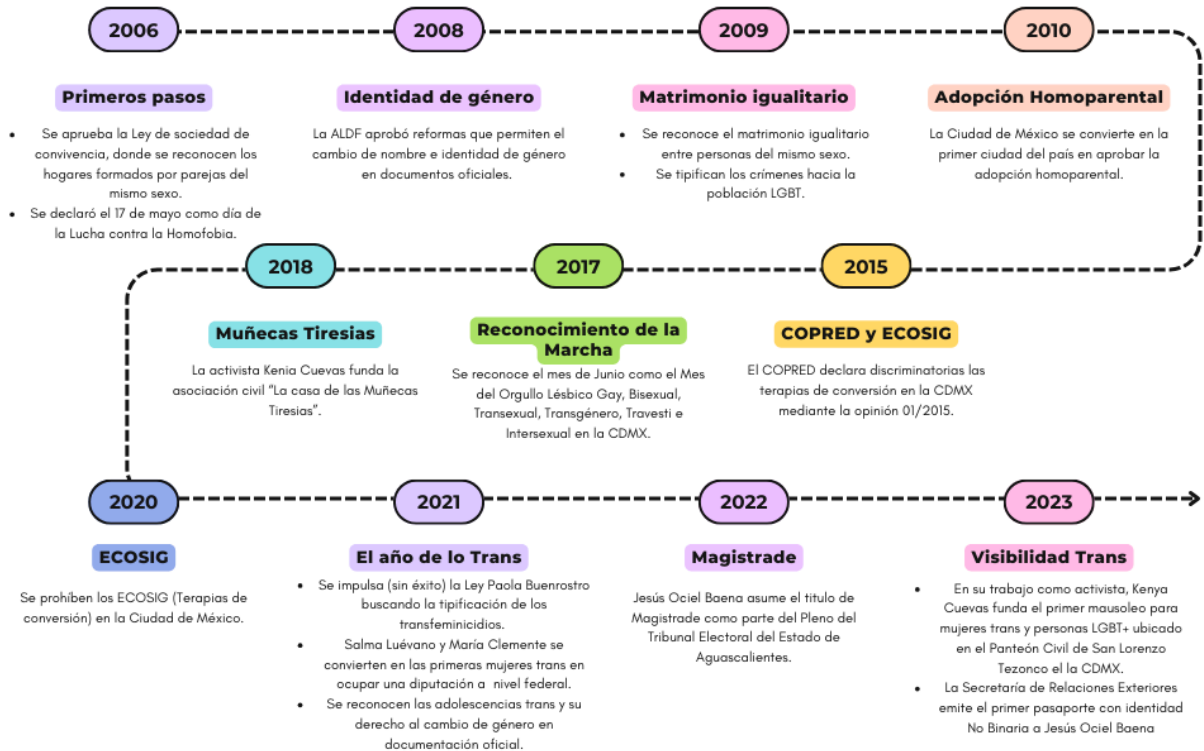 2006
2008
2009
2010
Primeros pasos
• Se aprueba la Ley de sociedad de
convivencia, donde se reconocen los
hogares formados por parejas del
mismo sexo.
• Se declaró el 17 de mayo como día de
la Lucha contra la Homofobia.
Identidad de género
La ALDF aprobó reformas que permiten el
cambio de nombre e identidad de género
en documentos oficiales.
Matrimonio igualitario
• Se reconoce el matrimonio igualitario
entre personas del mismo sexo.
• Se tipifican los crímenes hacia la
población LGBT.
Adopción Homoparental
La Ciudad de México se convierte en la
primer ciudad del país en aprobar la
adopción homoparental.
2018
2017
2015
Muñecas Tiresias
La activista Kenia Cuevas funda la
asociación civil "La casa de las Muñecas
Tiresias".
Reconocimiento de la
Marcha
Se reconoce el mes de Junio como el Mes
del Orgullo Lésbico Gay, Bisexual,
Transexual, Transgénero, Travesti e
Intersexual en la CDMX.
COPRED y ECOSIG
El COPRED declara discriminatorias las
terapias de conversión en la CDMX
mediante la opinión 01/2015.
2020
2021
2022
2023
ECOSIG
Se prohíben los ECOSIG (Terapias de
conversión) en la Ciudad de México.
El año de lo Trans
• Se impulsa (sin éxito) la Ley Paola Buenrostro
buscando la tipificación de los
transfeminicidios.
• Salma Luévano y María Clemente se
convierten en las primeras mujeres trans en
ocupar una diputación a nivel federal.
• Se reconocen las adolescencias trans y su
derecho al cambio de género en
documentación oficial.
Magistrade
Jesús Ociel Baena asume el titulo de
Magistrade como parte del Pleno del
Tribunal Electoral del Estado de
Aguascalientes.
Visibilidad Trans
• En su trabajo como activista, Kenya
Cuevas funda el primer mausoleo para
mujeres trans y personas LGBT+ ubicado
en el Panteón Civil de San Lorenzo
Tezonco el la CDMX.
• La Secretaría de Relaciones Exteriores
emite el primer pasaporte con identidad
No Binaria a Jesús Ociel Baena